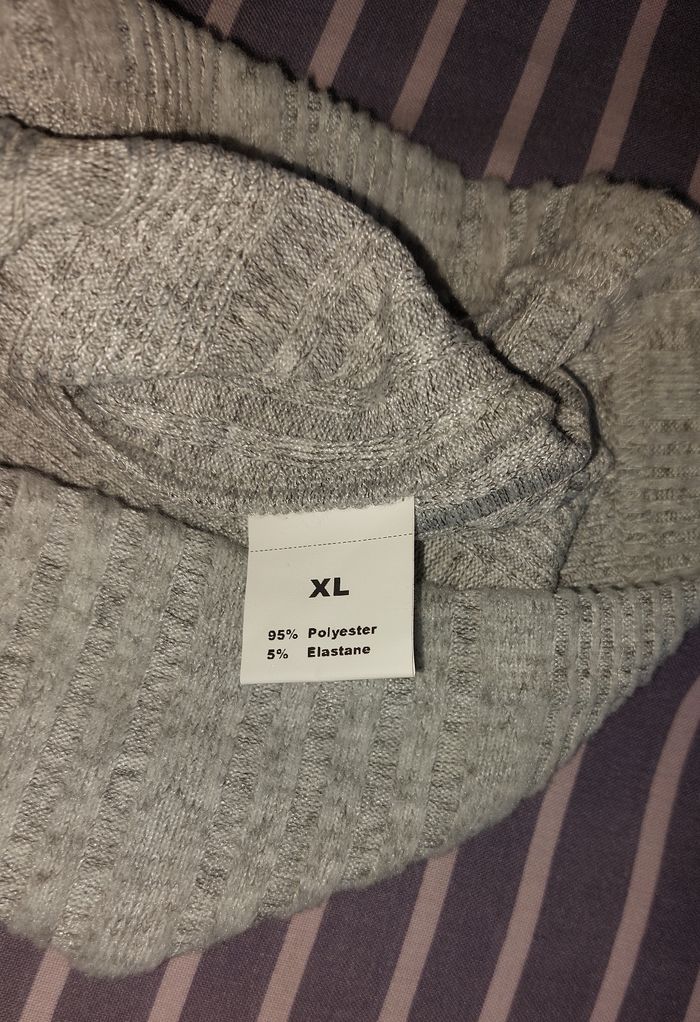 XL
95% Polyester
5% Elastane